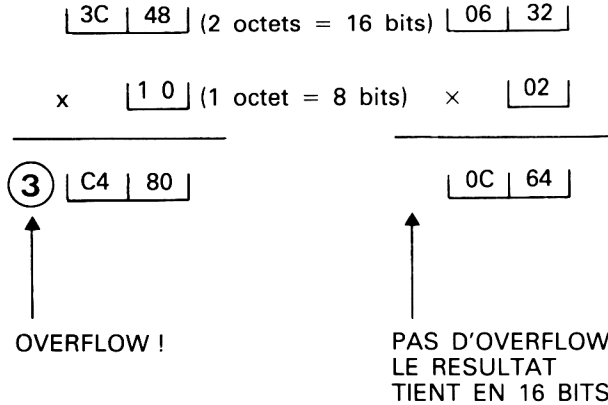 3C 48 (2 octets = 16 bits) 06 32
x 1 0 (1 octet = 8 bits) × 02
3 C4 80 0C 64
OVERFLOW !
PAS D'OVERFLOW
LE RESULTAT
TIENT EN 16 BITS